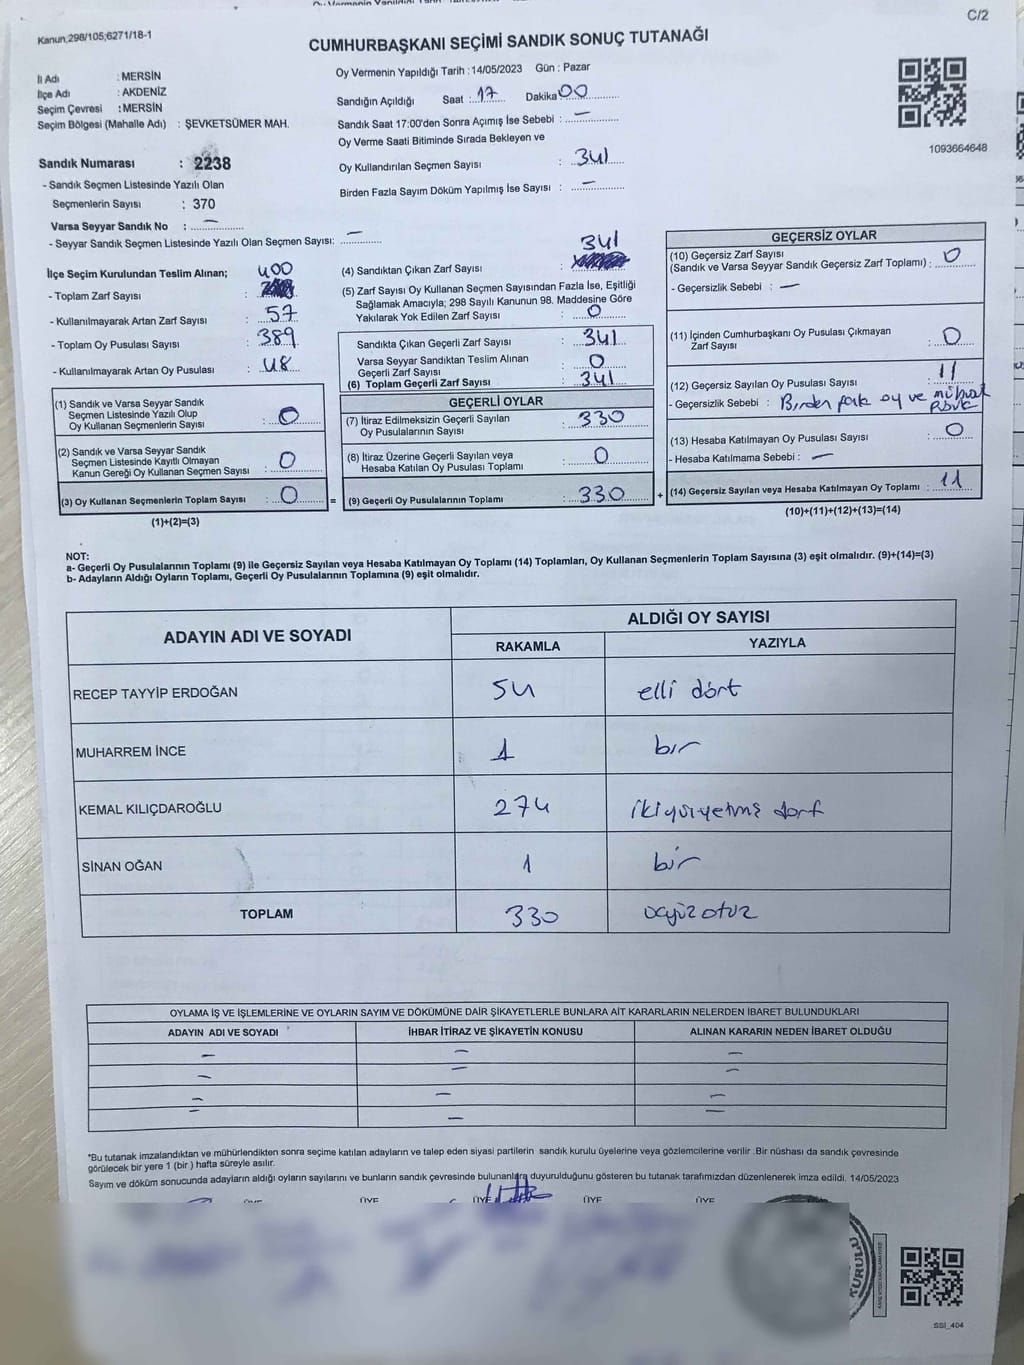 C/2
Kanun;298/105;6271/18-1
CUMHURBAŞKANI SEÇİMİ SANDIK SONUÇ TUTANAĞI
İl Adı : MERSİN
İlçe Adı : AKDENİZ
Seçim Çevresi : MERSİN
Seçim Bölgesi (Mahalle Adı) : ŞEVKETSÜMER MAH.
Oy Vermenin Yapıldığı Tarih : 14/05/2023 Gün : Pazar
Sandığın Açıldığı Saat : 17 Dakika 00
Sandık Saat 17:00'den Sonra Açımış İse Sebebi : —
Oy Verme Saati Bitiminde Sırada Bekleyen ve
Oy Kullandırılan Seçmen Sayısı : 341
Birden Fazla Sayım Döküm Yapılmış İse Sayısı : —
1093664648
Sandık Numarası : 2238
- Sandık Seçmen Listesinde Yazılı Olan
Seçmenlerin Sayısı : 370
Varsa Seyyar Sandık No : —
- Seyyar Sandık Seçmen Listesinde Yazılı Olan Seçmen Sayısı: —
İlçe Seçim Kurulundan Teslim Alınan;
- Toplam Zarf Sayısı : 400
- Kullanılmayarak Artan Zarf Sayısı : 57
- Toplam Oy Pusulası Sayısı : 389
- Kullanılmayarak Artan Oy Pusulası : 48
(1) Sandık ve Varsa Seyyar Sandık
Seçmen Listesinde Yazılı Olup
Oy Kullanan Seçmenlerin Sayısı : 0
(2) Sandık ve Varsa Seyyar Sandık
Seçmen Listesinde Kayıtlı Olmayan
Kanun Gereği Oy Kullanan Seçmen Sayısı : 0
(3) Oy Kullanan Seçmenlerin Toplam Sayısı : 0 =
(1)+(2)=(3)
(4) Sandıktan Çıkan Zarf Sayısı : 341
(5) Zarf Sayısı Oy Kullanan Seçmen Sayısından Fazla İse, Eşitliği
Sağlamak Amacıyla; 298 Sayılı Kanunun 98. Maddesine Göre
Yakılarak Yok Edilen Zarf Sayısı : 0
Sandıkta Çıkan Geçerli Zarf Sayısı : 341
Varsa Seyyar Sandıktan Teslim Alınan
Geçerli Zarf Sayısı : 0
(6) Toplam Geçerli Zarf Sayısı : 341
GEÇERLİ OYLAR
(7) İtiraz Edilmeksizin Geçerli Sayılan
Oy Pusulalarının Sayısı : 330
(8) İtiraz Üzerine Geçerli Sayılan veya
Hesaba Katılan Oy Pusulası Toplamı : 0
(9) Geçerli Oy Pusulalarının Toplamı : 330 +
GEÇERSİZ OYLAR
(10) Geçersiz Zarf Sayısı
(Sandık ve Varsa Seyyar Sandık Geçersiz Zarf Toplamı) : 0
- Geçersizlik Sebebi : —
(11) İçinden Cumhurbaşkanı Oy Pusulası Çıkmayan
Zarf Sayısı : 0
(12) Geçersiz Sayılan Oy Pusulası Sayısı : 11
- Geçersizlik Sebebi : Birden fazla oy ve
(13) Hesaba Katılmayan Oy Pusulası Sayısı : 0
- Hesaba Katılmama Sebebi : —
(14) Geçersiz Sayılan veya Hesaba Katılmayan Oy Toplamı : 11
(10)+(11)+(12)+(13)=(14)
NOT:
a- Geçerli Oy Pusulalarının Toplamı (9) ile Geçersiz Sayılan veya Hesaba Katılmayan Oy Toplamı (14) Toplamları, Oy Kullanan Seçmenlerin Toplam Sayısına (3) eşit olmalıdır. (9)+(14)=(3)
b- Adayların Aldığı Oyların Toplamı, Geçerli Oy Pusulalarının Toplamına (9) eşit olmalıdır.
ADAYIN ADI VE SOYADI
ALDIĞI OY SAYISI
RAKAMLA YAZIYLA
RECEP TAYYİP ERDOĞAN 54 elli dört
MUHARREM İNCE 1 bir
KEMAL KILIÇDAROĞLU 274 ikiyüzyetmiş dört
SİNAN OĞAN 1 bir
TOPLAM 330 üçyüz otuz
OYLAMA İŞ VE İŞLEMLERİNE VE OYLARIN SAYIM VE DÖKÜMÜNE DAİR ŞİKAYETLERLE BUNLARA AİT KARARLARIN NELERDEN İBARET BULUNDUKLARI
ADAYIN ADI VE SOYADI İHBAR İTİRAZ VE ŞİKAYETİN KONUSU ALINAN KARARIN NEDEN İBARET OLDUĞU
— — —
— — —
— — —
— — —
*Bu tutanak imzalandıktan ve mühürlendikten sonra seçime katılan adayların ve talep eden siyasi partilerin sandık kurulu üyelerine veya gözlemcilerine verilir .Bir nüshası da sandık çevresinde
görülecek bir yere 1 (bir ) hafta süreyle asılır.
Sayım ve döküm sonucunda adayların aldığı oyların sayılarını ve bunların sandık çevresinde bulunanlara duyurulduğunu gösteren bu tutanak tarafımızdan düzenlenerek imza edildi. 14/05/2023
ÜYE ÜYE ÜYE ÜYE ÜYE
KURULU
SSİ_404